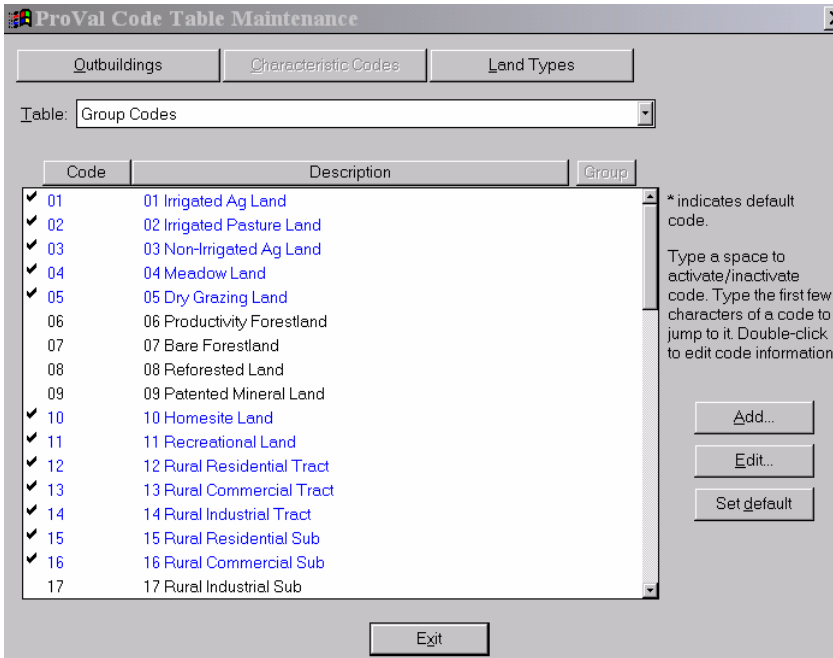 ProVal Code Table Maintenance
Outbuildings Characteristic Codes Land Types
Table: Group Codes
Code Description Group
01 01 Irrigated Ag Land
02 02 Irrigated Pasture Land
03 03 Non-Irrigated Ag Land
04 04 Meadow Land
05 05 Dry Grazing Land
06 06 Productivity Forestland
07 07 Bare Forestland
08 08 Reforested Land
09 09 Patented Mineral Land
10 10 Homesite Land
11 11 Recreational Land
12 12 Rural Residential Tract
13 13 Rural Commercial Tract
14 14 Rural Industrial Tract
15 15 Rural Residential Sub
16 16 Rural Commercial Sub
17 17 Rural Industrial Sub
* indicates default
code.
Type a space to
activate/inactivate
code. Type the first few
characters of a code to
jump to it. Double-click
to edit code information
Add...
Edit...
Set default
Exit